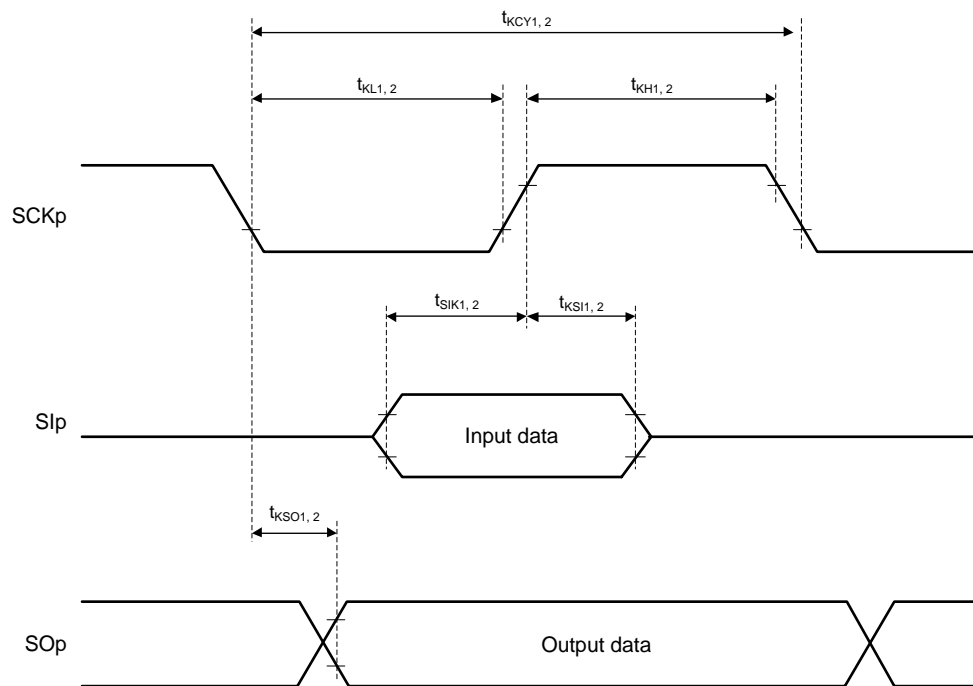 tKCY1, 2
tKL1, 2
tKH1, 2
SCKp
tSIK1, 2
tKSI1, 2
SIp
Input data
tKSO1, 2
SOp
Output data